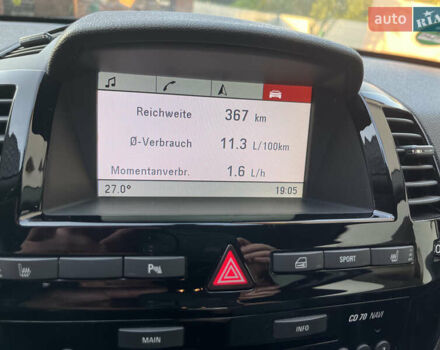 auto RIA
Reichweite 367 km
Ø-Verbrauch 11.3 L/100km
Momentanverbr. 1.6 L/h
27.0° 19:05
SPORT
CD 70 NAVI
MAIN
INFO